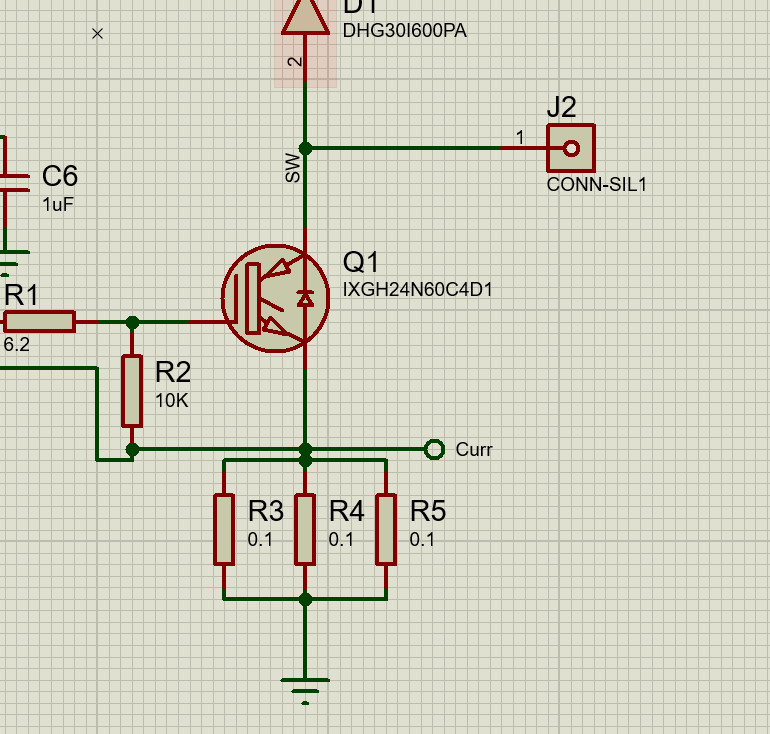 D1
DHG30I600PA
2
J2
1
CONN-SIL1
SW
C6
1uF
Q1
IXGH24N60C4D1
R1
6.2
R2
10K
Curr
R3
0.1
R4
0.1
R5
0.1